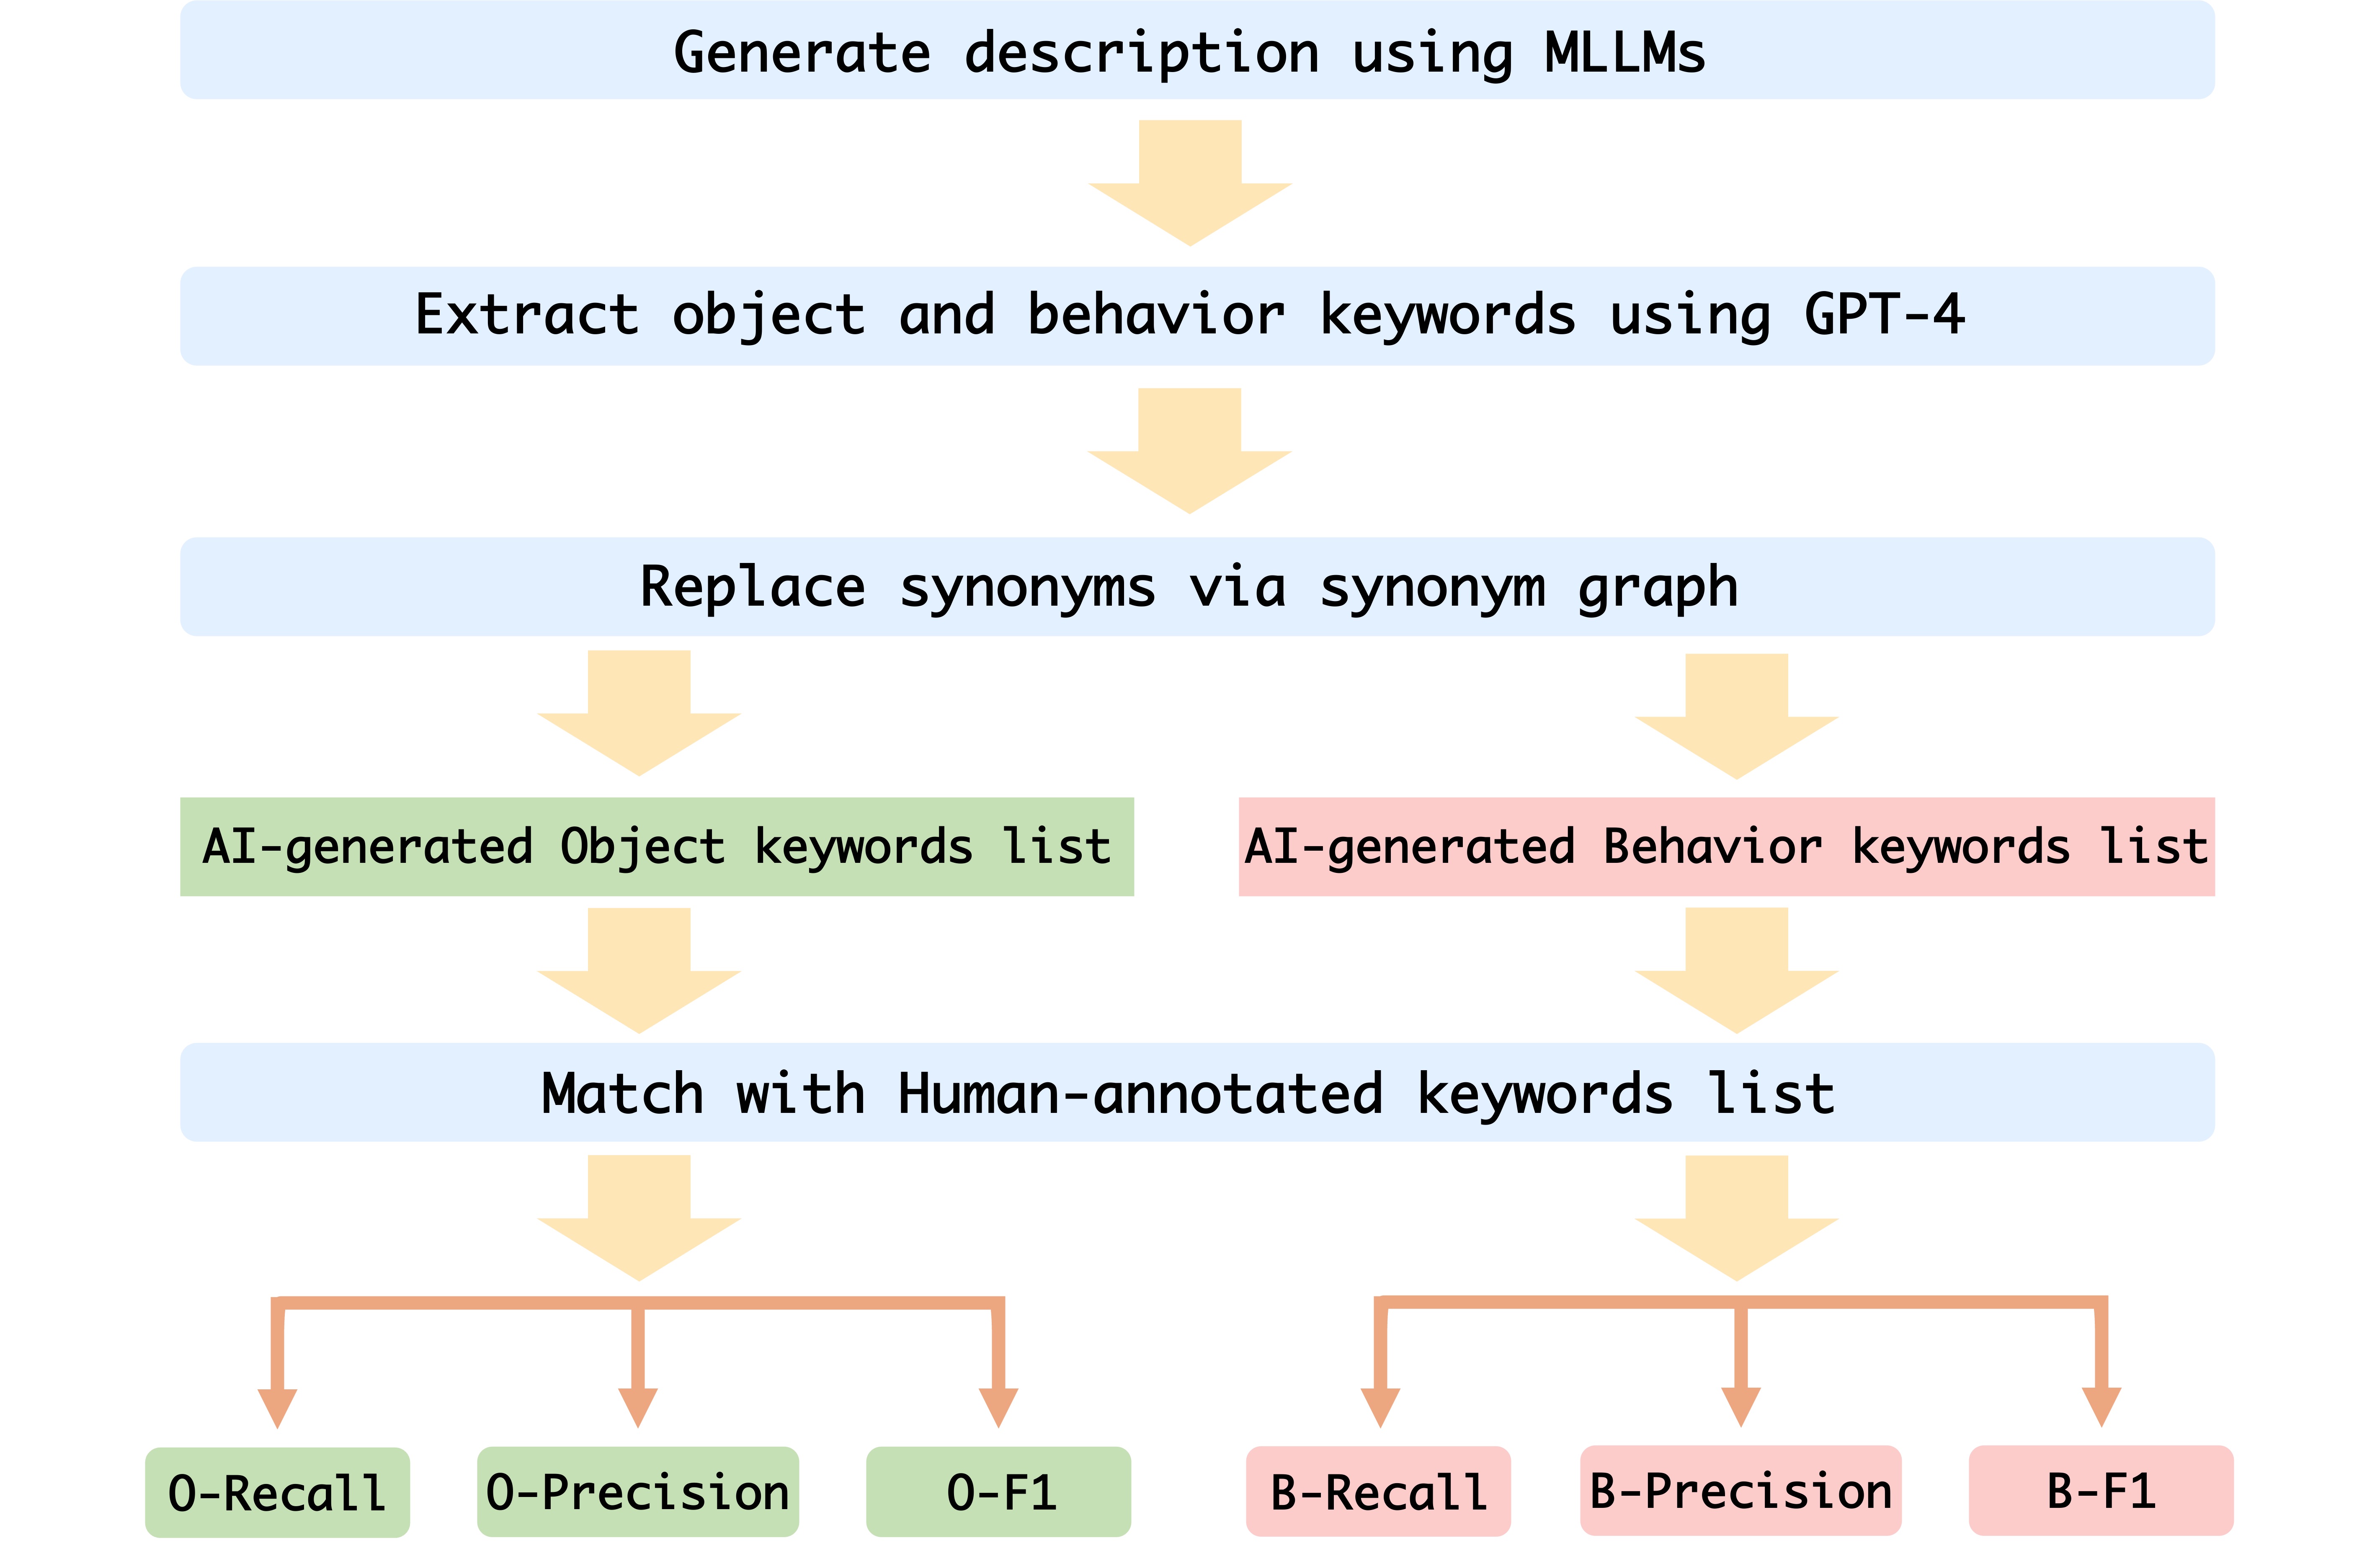 Generate description using MLLMs
Extract object and behavior keywords using GPT-4
Replace synonyms via synonym graph
AI-generated Object keywords list
AI-generated Behavior keywords list
Match with Human-annotated keywords list
O-Recall
O-Precision
O-F1
B-Recall
B-Precision
B-F1